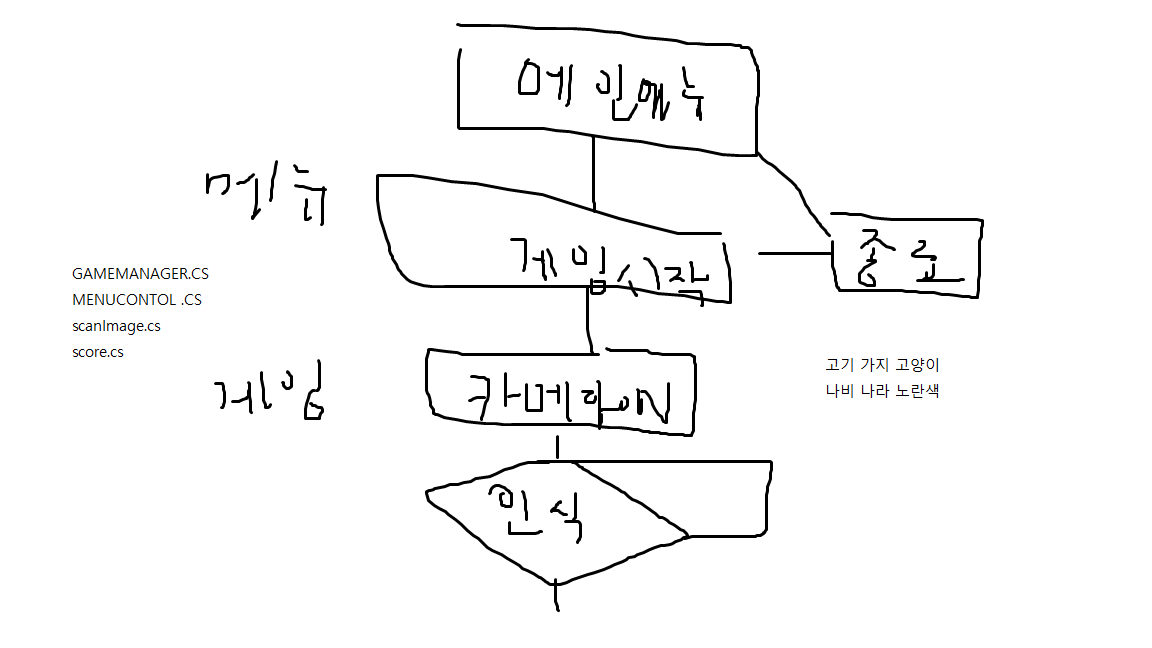 메인메뉴
메뉴
게임시작
종료
GAMEMANAGER.CS
MENUCONTOL .CS
scanImage.cs
score.cs
고기 가지 고양이
나비 나라 노란색
게임
카메라ON
인식